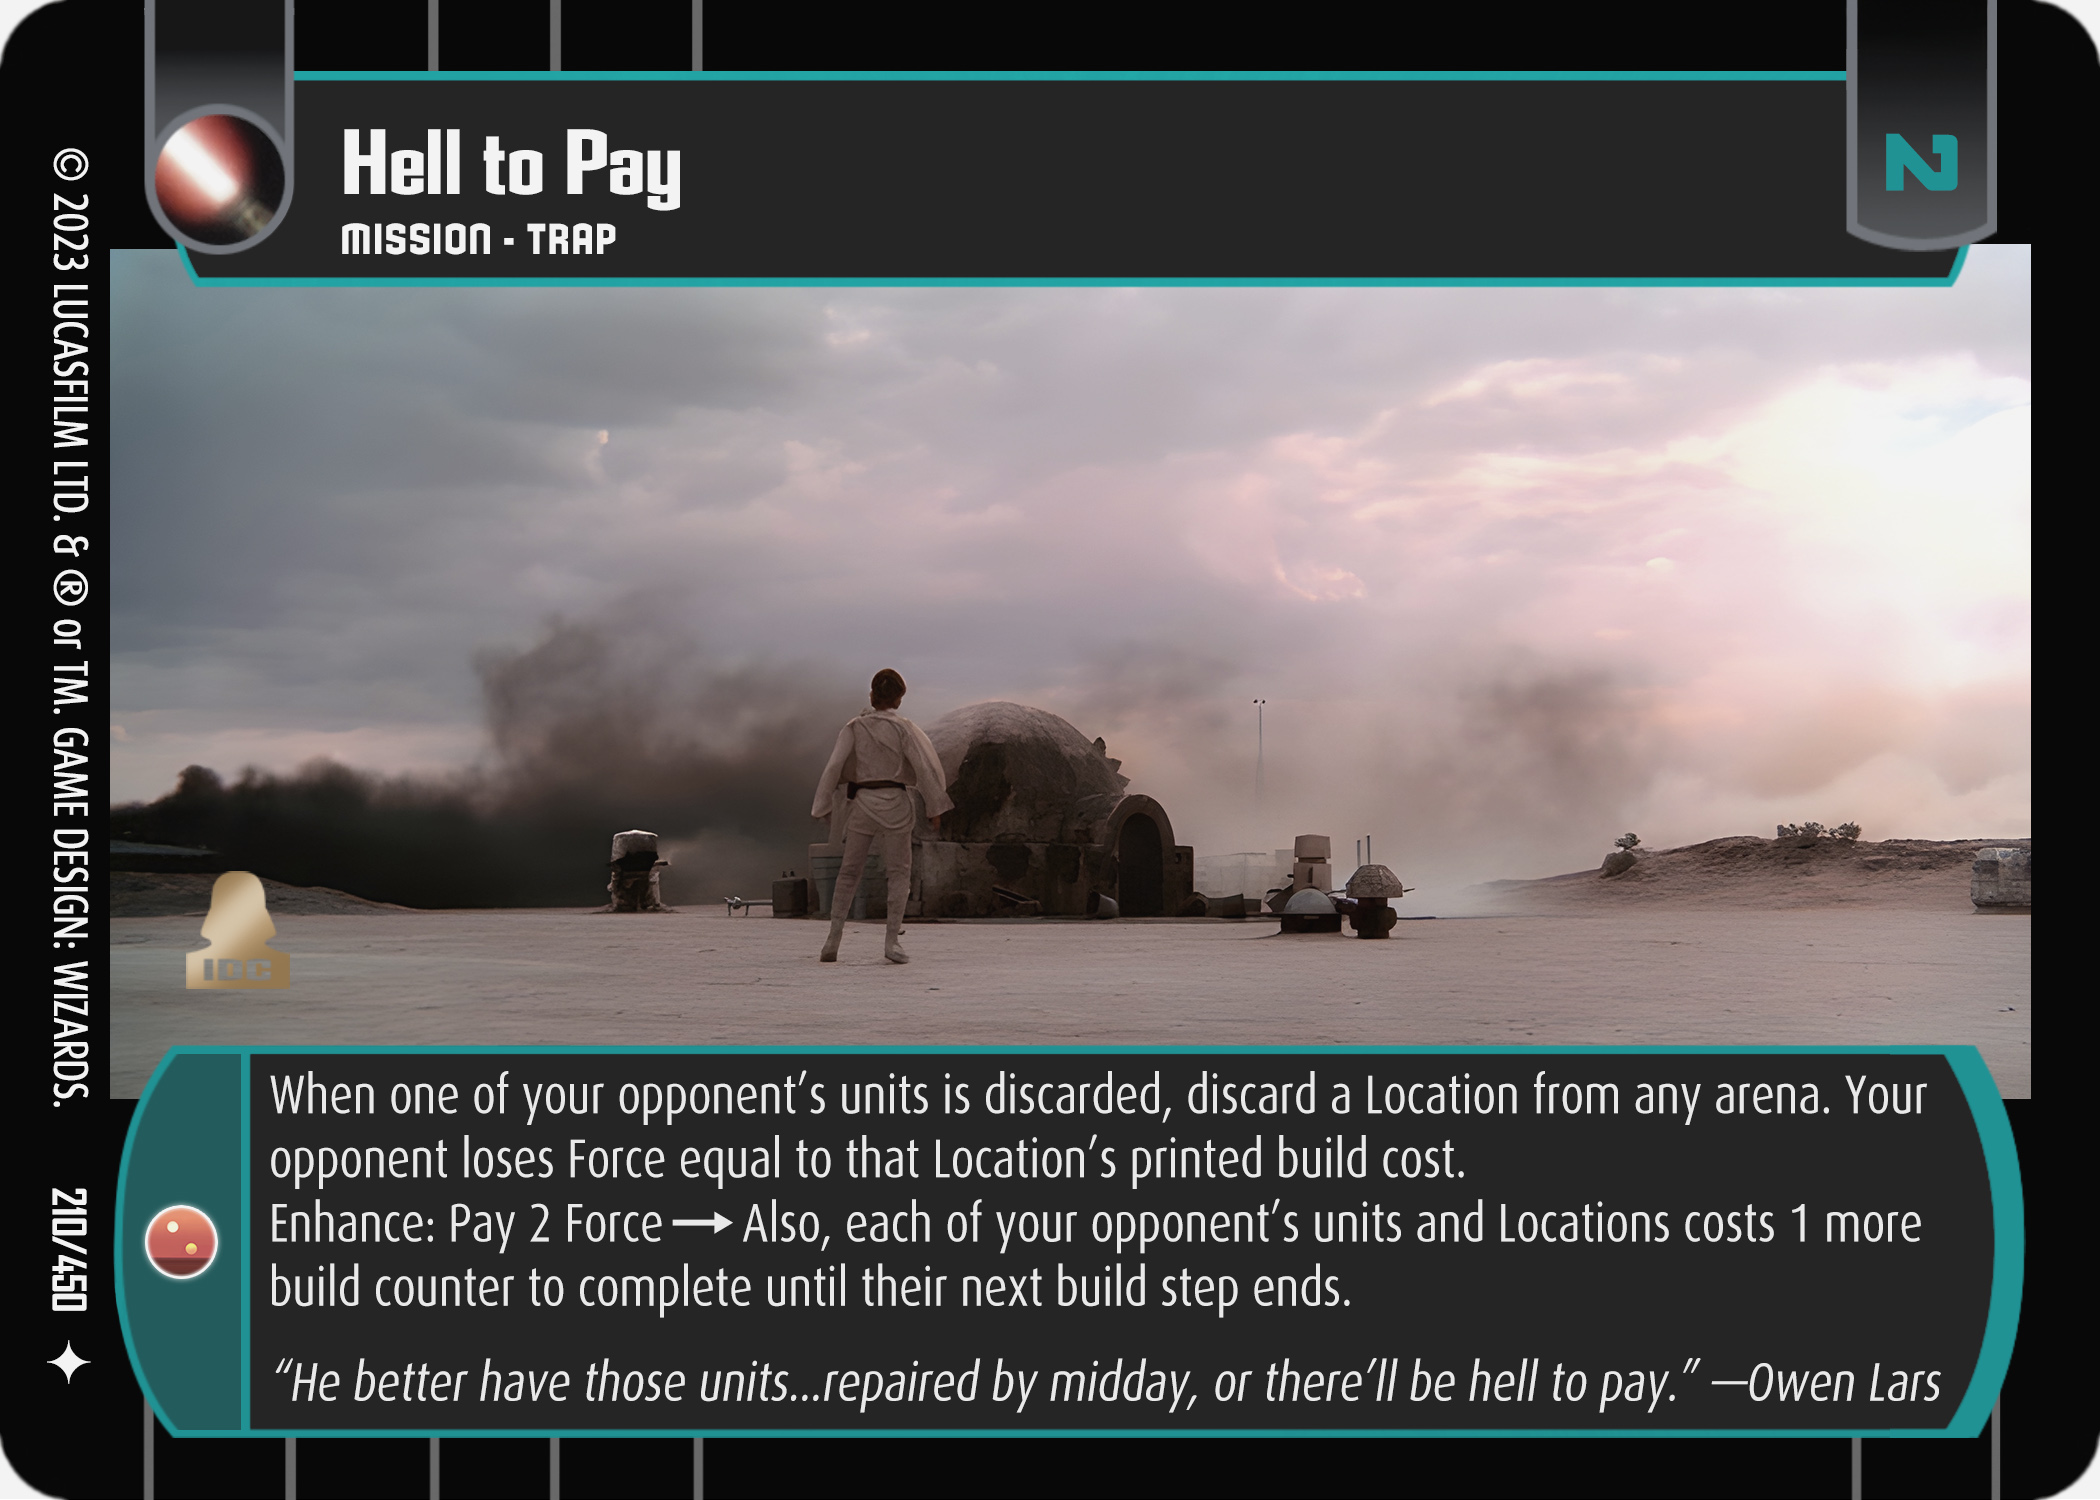 Hell to Pay
MISSION - TRAP
2
© 2023 LUCASFILM LTD. & ® or TM. GAME DESIGN: WIZARDS.
210/450
IDC
When one of your opponent's units is discarded, discard a Location from any arena. Your
opponent loses Force equal to that Location's printed build cost.
Enhance: Pay 2 Force → Also, each of your opponent's units and Locations costs 1 more
build counter to complete until their next build step ends.
“He better have those units...repaired by midday, or there'll be hell to pay.” —Owen Lars